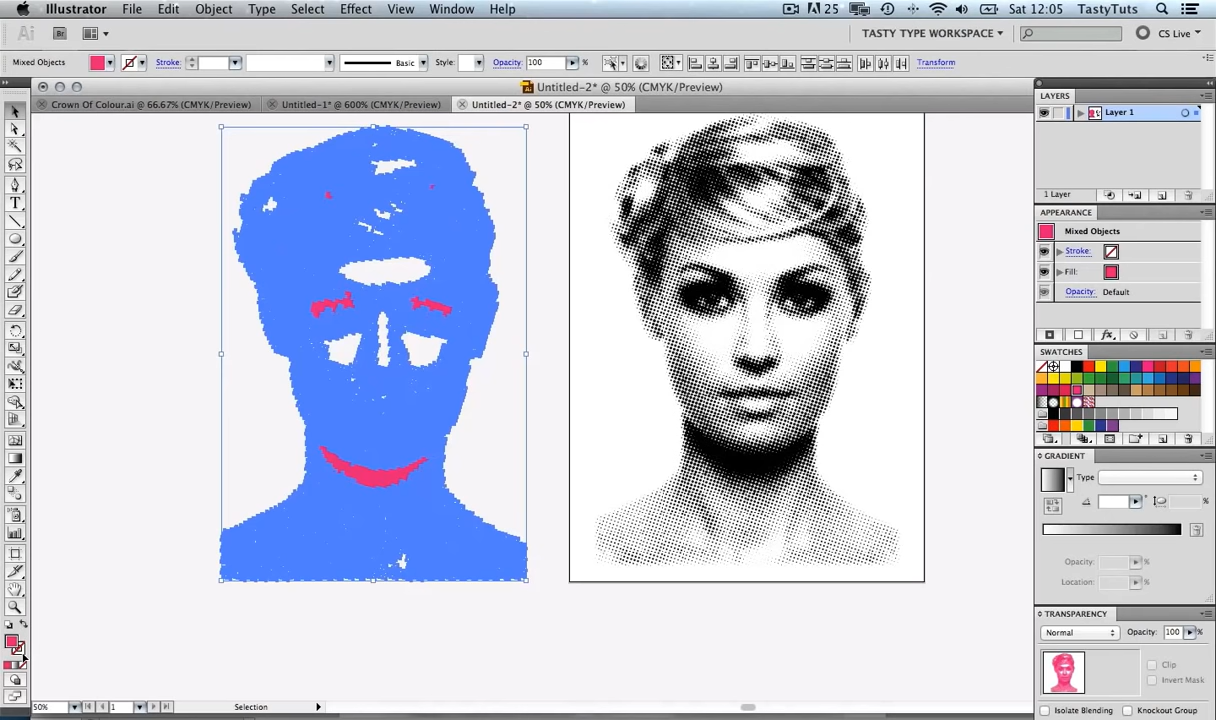 Illustrator File Edit Object Type Select Effect View Window Help 25 Sat 12:05 TastyTuts
Ai Br TASTY TYPE WORKSPACE CS Live
Mixed Objects Stroke: Basic Style: Opacity: 100 % Transform
Untitled-2* @ 50% (CMYK/Preview)
Crown Of Colour.ai @ 66.67% (CMYK/Preview) Untitled-1* @ 600% (CMYK/Preview) Untitled-2* @ 50% (CMYK/Preview)
LAYERS
Layer 1
1 Layer
APPEARANCE
Mixed Objects
Stroke:
Fill:
Opacity: Default
SWATCHES
GRADIENT
Type
%
Opacity: %
Location: %
TRANSPARENCY
Normal Opacity: 100 %
Clip
Invert Mask
Isolate Blending Knockout Group
50% 1 Selection